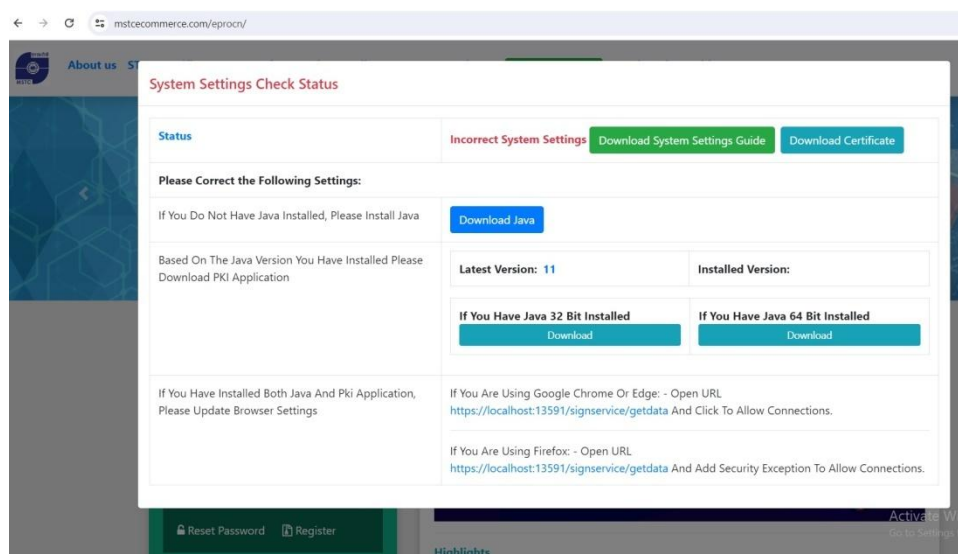 mstcecommerce.com/eprocn/
MSTC
About us ST
System Settings Check Status
Status
Incorrect System Settings Download System Settings Guide Download Certificate
Please Correct the Following Settings:
If You Do Not Have Java Installed, Please Install Java
Download Java
Based On The Java Version You Have Installed Please
Download PKI Application
Latest Version: 11
Installed Version:
If You Have Java 32 Bit Installed
Download
If You Have Java 64 Bit Installed
Download
If You Have Installed Both Java And Pki Application,
Please Update Browser Settings
If You Are Using Google Chrome Or Edge: - Open URL
https://localhost:13591/signservice/getdata And Click To Allow Connections.
If You Are Using Firefox: - Open URL
https://localhost:13591/signservice/getdata And Add Security Exception To Allow Connections.
Reset Password Register
Highlights
Activate W
Go to Settings